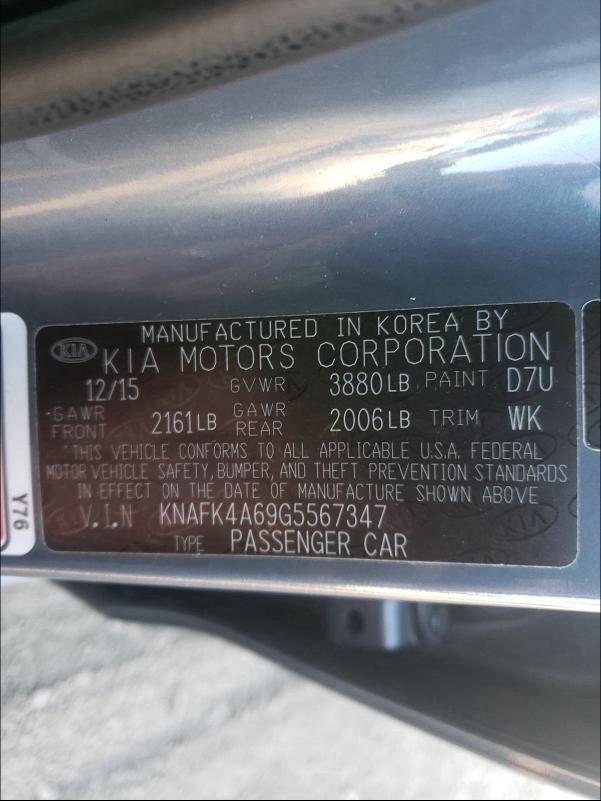 MANUFACTURED IN KOREA BY
KIA KIA MOTORS CORPORATION
12/15 GVWR 3880LB PAINT D7U
GAWR FRONT 2161LB GAWR REAR 2006LB TRIM WK
THIS VEHICLE CONFORMS TO ALL APPLICABLE U.S.A. FEDERAL
MOTOR VEHICLE SAFETY, BUMPER, AND THEFT PREVENTION STANDARDS
IN EFFECT ON THE DATE OF MANUFACTURE SHOWN ABOVE
V.I.N KNAFK4A69G5567347
TYPE PASSENGER CAR
Y76